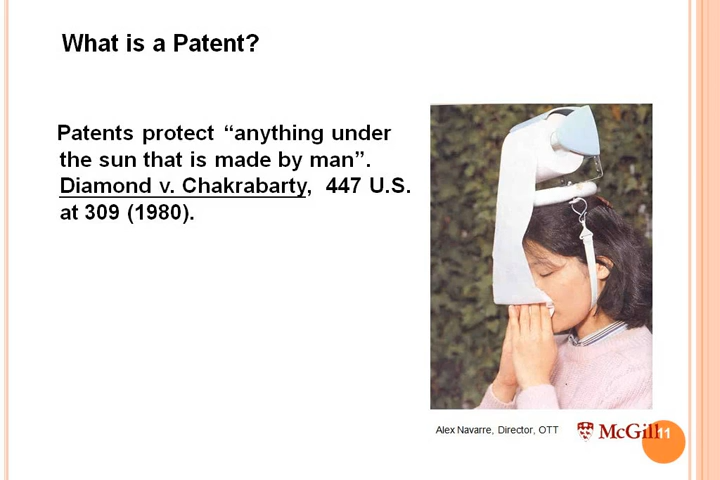 What is a Patent?
Patents protect “anything under
the sun that is made by man”.
Diamond v. Chakrabarty, 447 U.S.
at 309 (1980).
Alex Navarre, Director, OTT
McGill
11